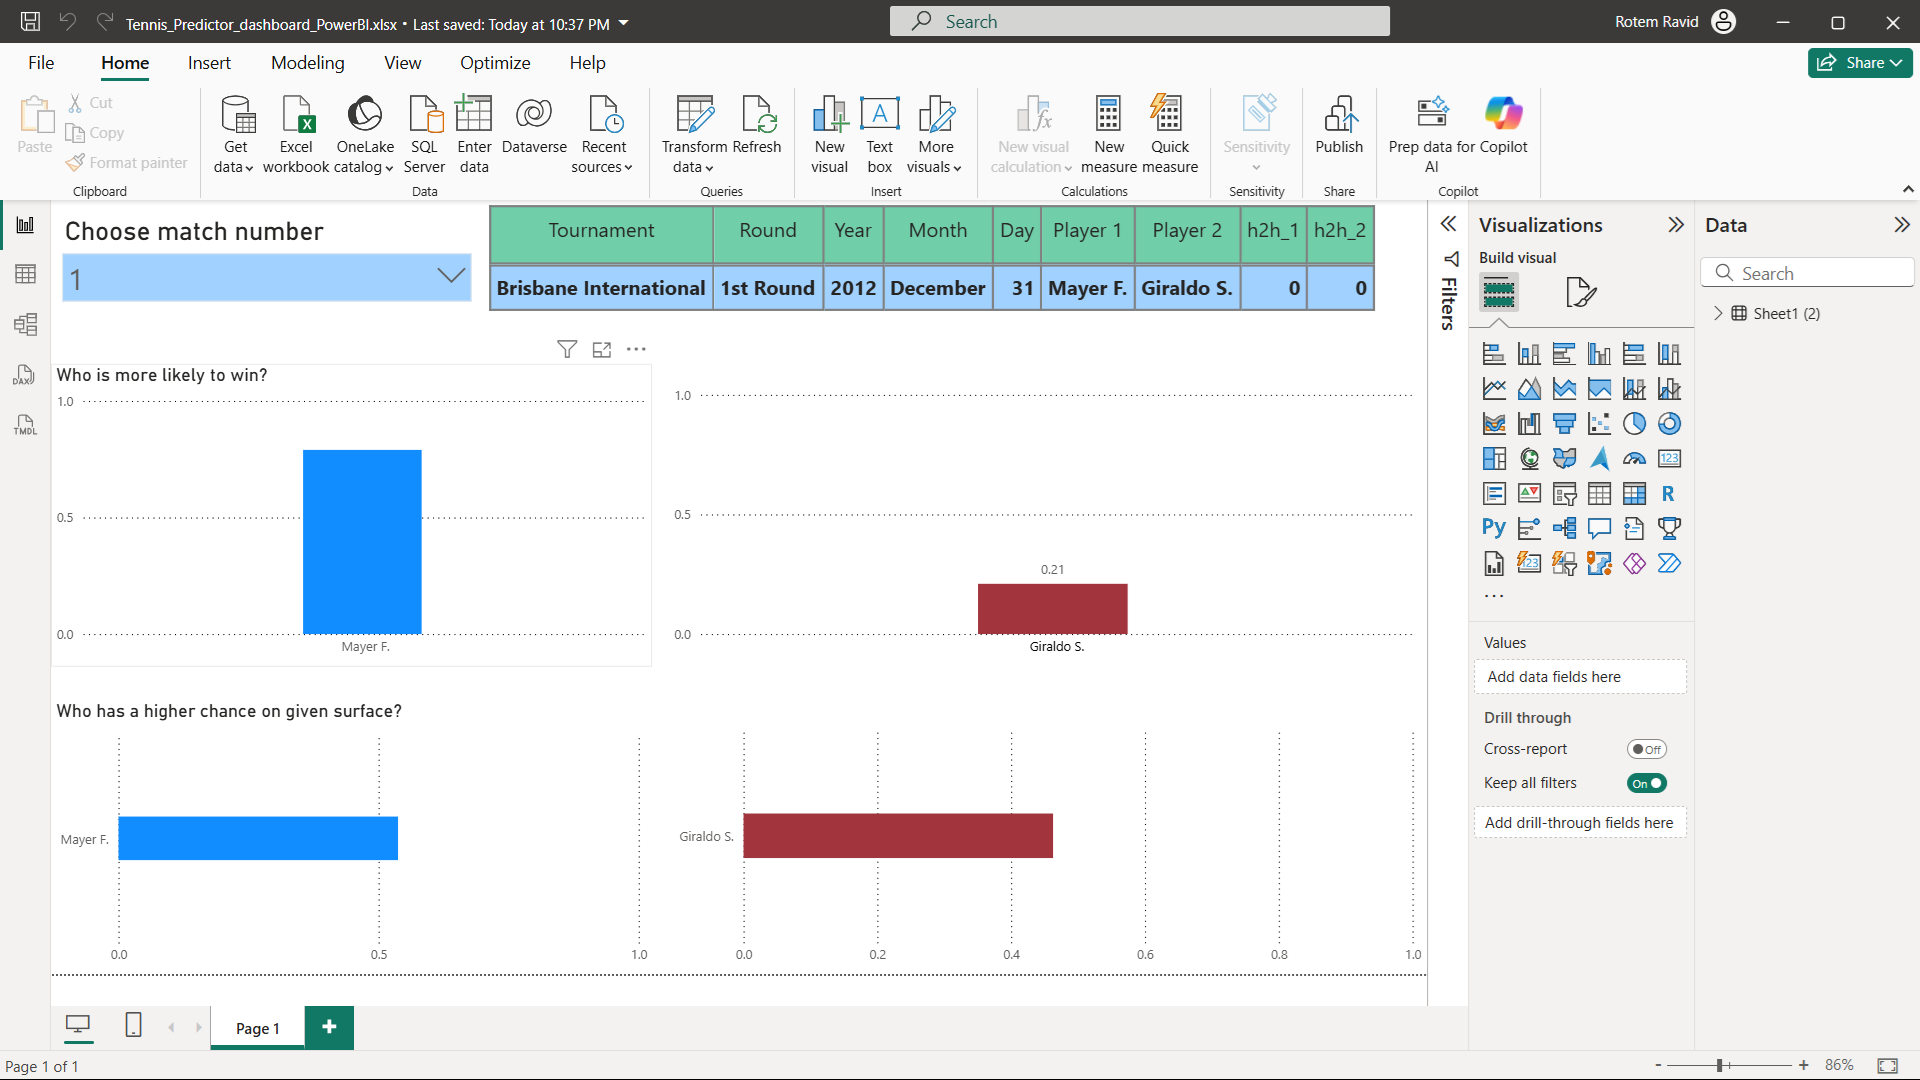 Tennis_Predictor_dashboard_PowerBI.xlsx • Last saved: Today at 10:37 PM
Search
Rotem Ravid
File Home Insert Modeling View Optimize Help
Share
Paste
Cut
Copy
Format painter
Clipboard
Get data
Excel workbook
OneLake catalog
SQL Server
Enter data
Dataverse
Recent sources
Data
Transform data
Refresh
Queries
New visual
Text box
More visuals
Insert
New visual calculation
New measure
Quick measure
Calculations
Sensitivity
Sensitivity
Publish
Share
Prep data for AI
Copilot
Copilot
Choose match number
1
Tournament Round Year Month Day Player 1 Player 2 h2h_1 h2h_2
Brisbane International 1st Round 2012 December 31 Mayer F. Giraldo S. 0 0
Who is more likely to win?
1.0
0.5
0.0
Mayer F.
1.0
0.5
0.21
0.0
Giraldo S.
Who has a higher chance on given surface?
Mayer F.
0.0 0.5 1.0
Giraldo S.
0.0 0.2 0.4 0.6 0.8 1.0
Filters
Visualizations
Build visual
123
R
Py
123
Values
Add data fields here
Drill through
Cross-report
Off
Keep all filters
On
Add drill-through fields here
Data
Search
Sheet1 (2)
DAX
TMDL
Page 1
Page 1 of 1
86%